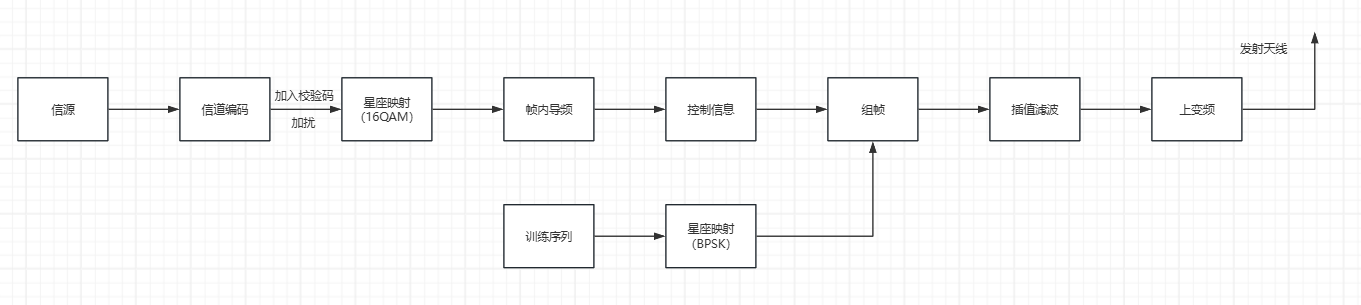 发射天线
信源
信道编码
加入校验码
加扰
星座映射
（16QAM）
帧内导频
控制信息
组帧
插值滤波
上变频
训练序列
星座映射
（BPSK）